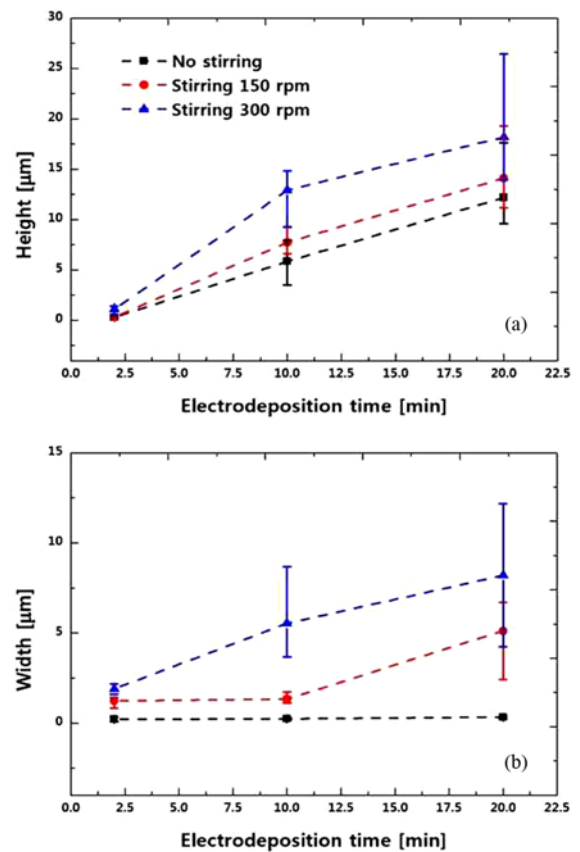 30
25
20
15
10
5
0
Height [μm]
No stirring
Stirring 150 rpm
Stirring 300 rpm
(a)
0.0 2.5 5.0 7.5 10.0 12.5 15.0 17.5 20.0 22.5
Electrodeposition time [min]
15
10
5
0
Width [μm]
(b)
0.0 2.5 5.0 7.5 10.0 12.5 15.0 17.5 20.0 22.5
Electrodeposition time [min]